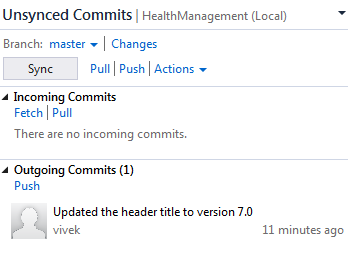 Unsynced Commits | HealthManagement (Local)
Branch: master | Changes
Sync Pull | Push | Actions
Incoming Commits
Fetch | Pull
There are no incoming commits.
Outgoing Commits (1)
Push
Updated the header title to version 7.0
vivek 11 minutes ago